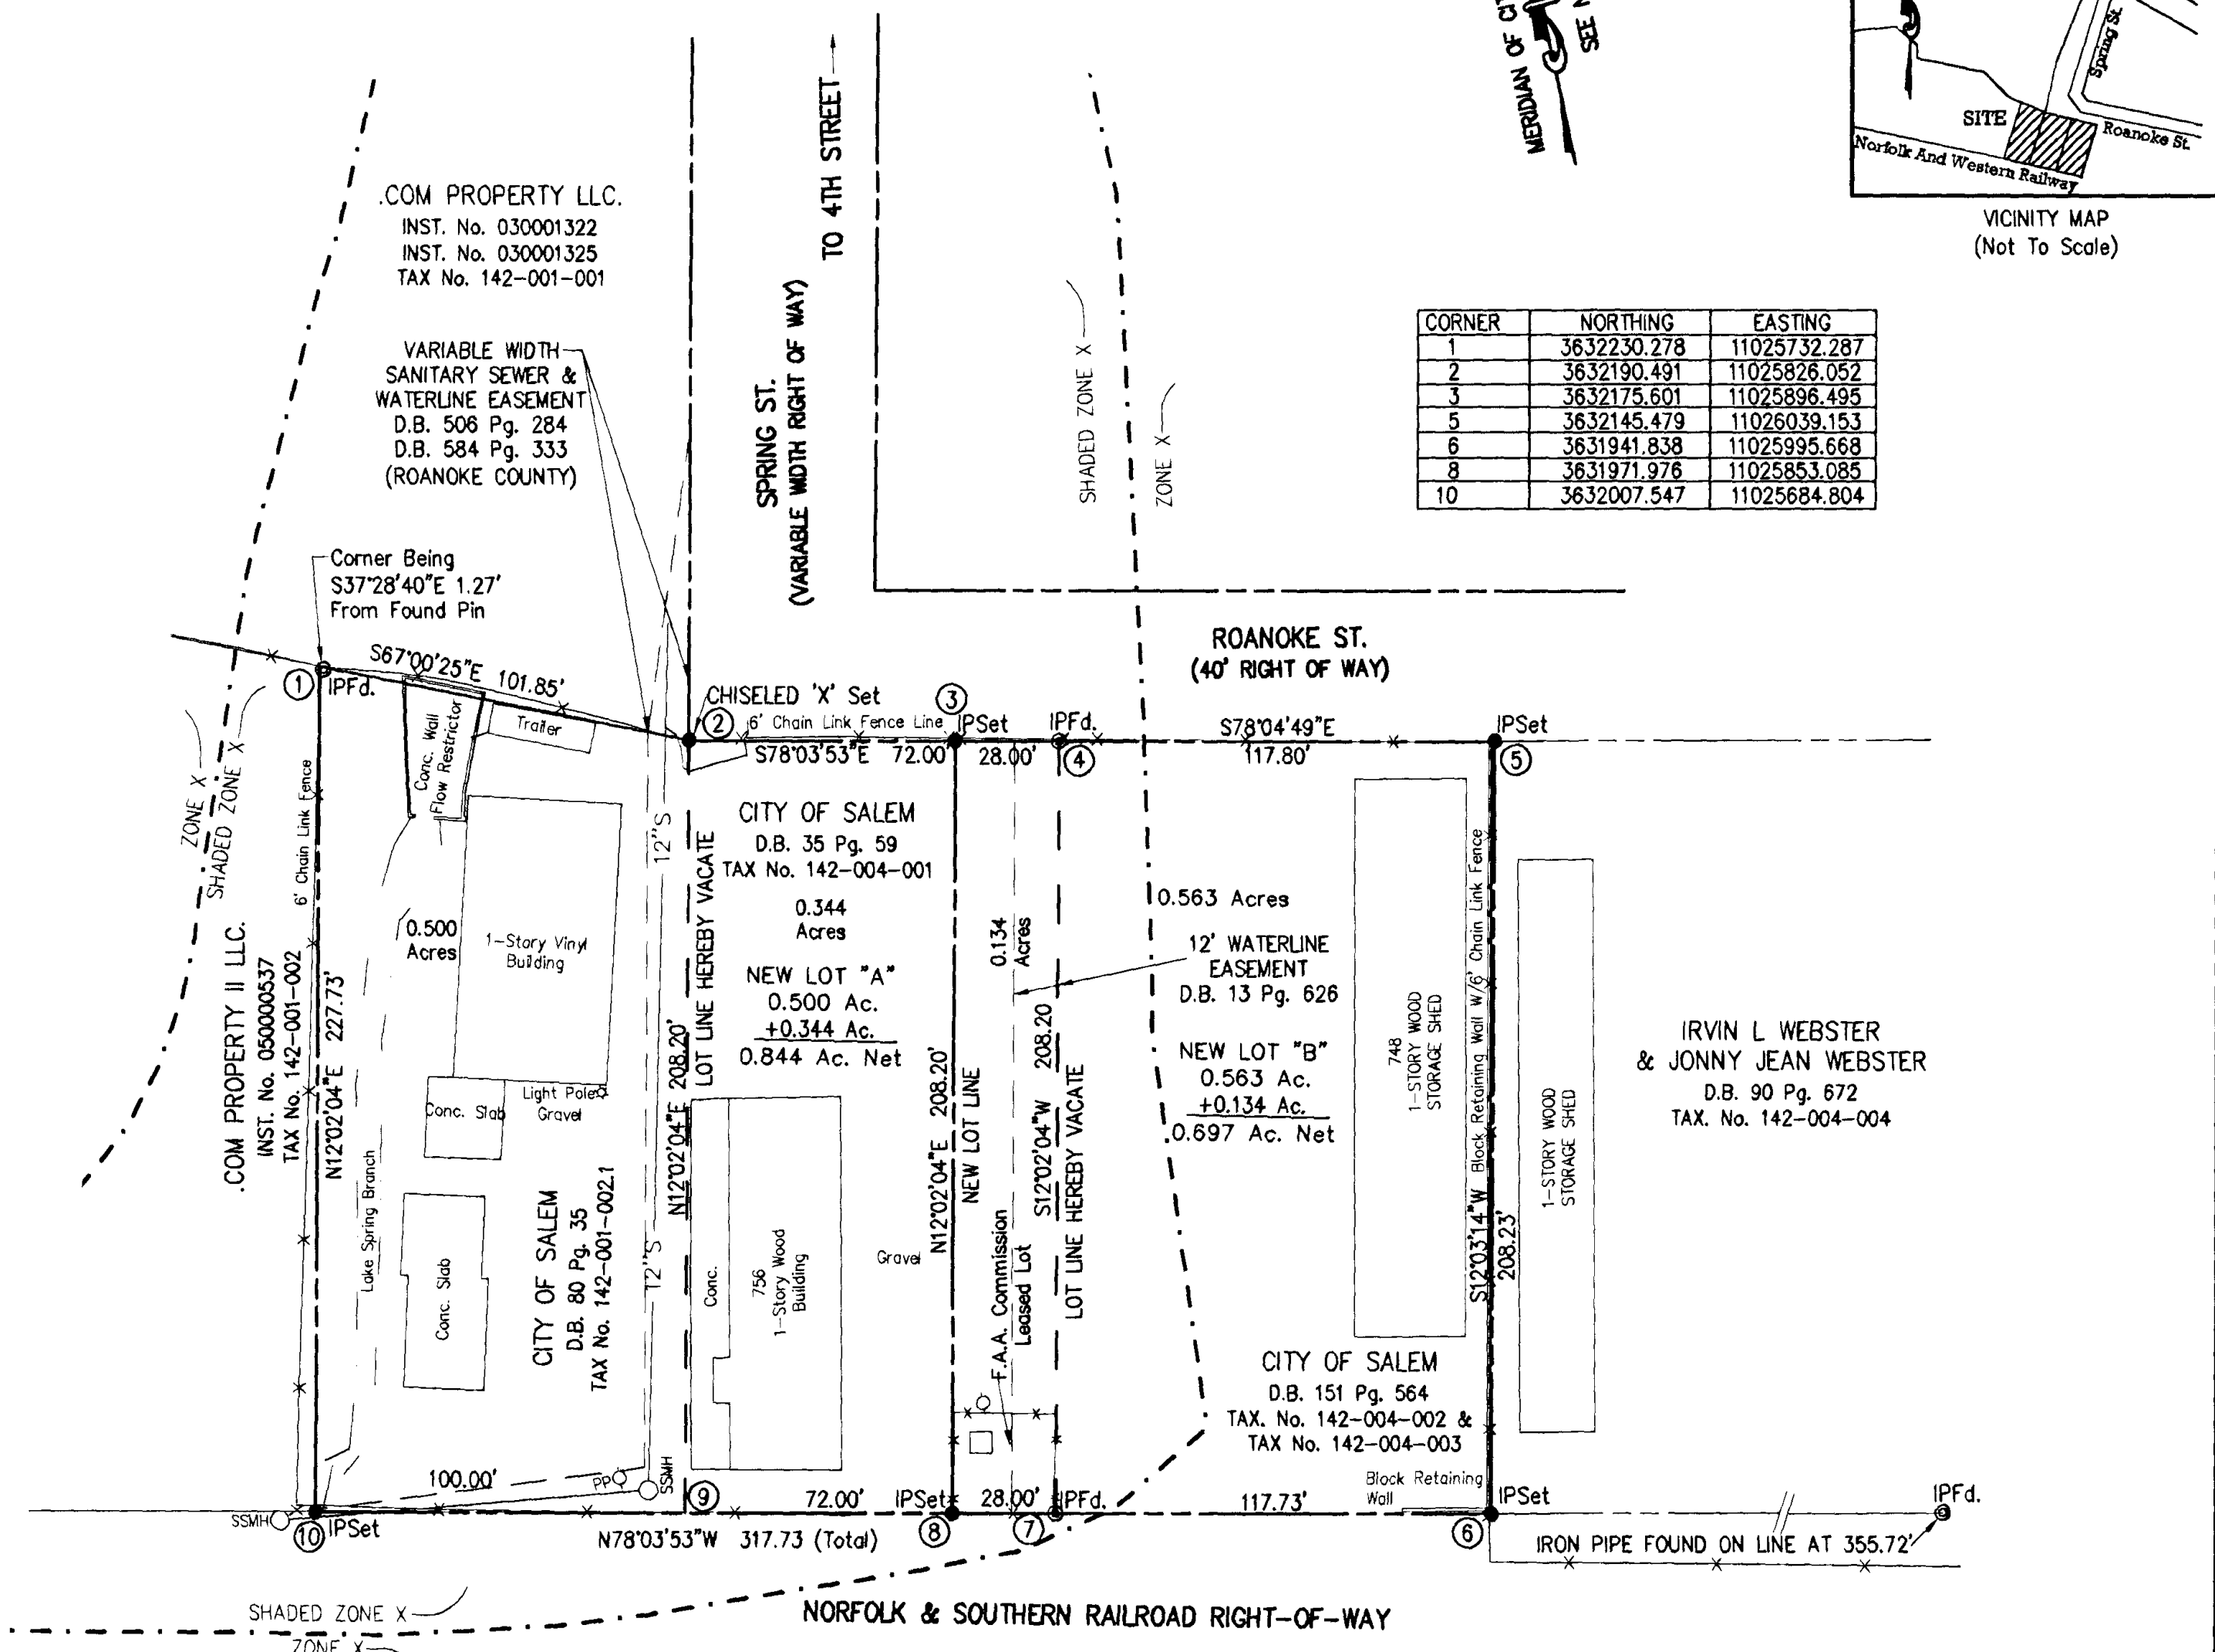 MERIDIAN OF
SEE
Spring St.
SITE
Roanoke St.
Norfolk And Western Railway
VICINITY MAP
(Not To Scale)
TO 4TH STREET
.COM PROPERTY LLC.
INST. No. 030001322
INST. No. 030001325
TAX No. 142-001-001
VARIABLE WIDTH
SANITARY SEWER &
WATERLINE EASEMENT
D.B. 506 Pg. 284
D.B. 584 Pg. 333
(ROANOKE COUNTY)
SPRING ST.
(VARIABLE WIDTH RIGHT OF WAY)
SHADED ZONE X
ZONE X
CORNER NORTHING EASTING
1 3632230.278 11025732.287
2 3632190.491 11025826.052
3 3632175.601 11025896.495
5 3632145.479 11026039.153
6 3631941.838 11025995.668
8 3631971.976 11025853.085
10 3632007.547 11025684.804
Corner Being
S37°28'40"E 1.27'
From Found Pin
ROANOKE ST.
(40' RIGHT OF WAY)
S67°00'25"E 101.85'
1 IPFd.
CHISELED 'X' Set
2
3
6' Chain Link Fence Line
IPSet
IPFd.
4
S78°04'49"E
117.80'
IPSet
5
S78°03'53"E 72.00'
28.00'
Trailer
Conc. Wall
Flow Restrictor
ZONE X
SHADED ZONE X
6' Chain Link Fence
12"S
LOT LINE HEREBY VACATE
CITY OF SALEM
D.B. 35 Pg. 59
TAX No. 142-004-001
0.344
Acres
NEW LOT "A"
0.500 Ac.
+0.344 Ac.
0.844 Ac. Net
0.500
Acres
1-Story Vinyl
Building
0.134
Acres
0.563 Acres
12' WATERLINE
EASEMENT
D.B. 13 Pg. 626
NEW LOT "B"
0.563 Ac.
+0.134 Ac.
0.697 Ac. Net
748
1-STORY WOOD
STORAGE SHED
Block Retaining Wall W/6' Chain Link Fence
S12°03'14"W
208.23'
1-STORY WOOD
STORAGE SHED
IRVIN L WEBSTER
& JONNY JEAN WEBSTER
D.B. 90 Pg. 672
TAX. No. 142-004-004
.COM PROPERTY II LLC.
INST. No. 050000537
TAX No. 142-001-002
N12°02'04"E 227.73'
Conc. Slab
Light Pole
Gravel
Lake Spring Branch
Conc. Slab
CITY OF SALEM
D.B. 80 Pg. 35
TAX No. 142-001-002.1
12"S
N12°02'04"E 208.20'
Conc.
756
1-Story Wood
Building
Gravel
N12°02'04"E 208.20'
NEW LOT LINE
F.A.A. Commission
Leased Lot
S12°02'04"W 208.20
LOT LINE HEREBY VACATE
CITY OF SALEM
D.B. 151 Pg. 564
TAX. No. 142-004-002 &
TAX No. 142-004-003
Block Retaining
Wall
100.00'
PP
SSMH
9
72.00'
IPSet
28.00'
IPFd.
117.73'
IPSet
IPFd.
SSMH
10
IPSet
N78°03'53"W 317.73 (Total)
8
7
6
IRON PIPE FOUND ON LINE AT 355.72'
SHADED ZONE X
ZONE X
NORFOLK & SOUTHERN RAILROAD RIGHT-OF-WAY